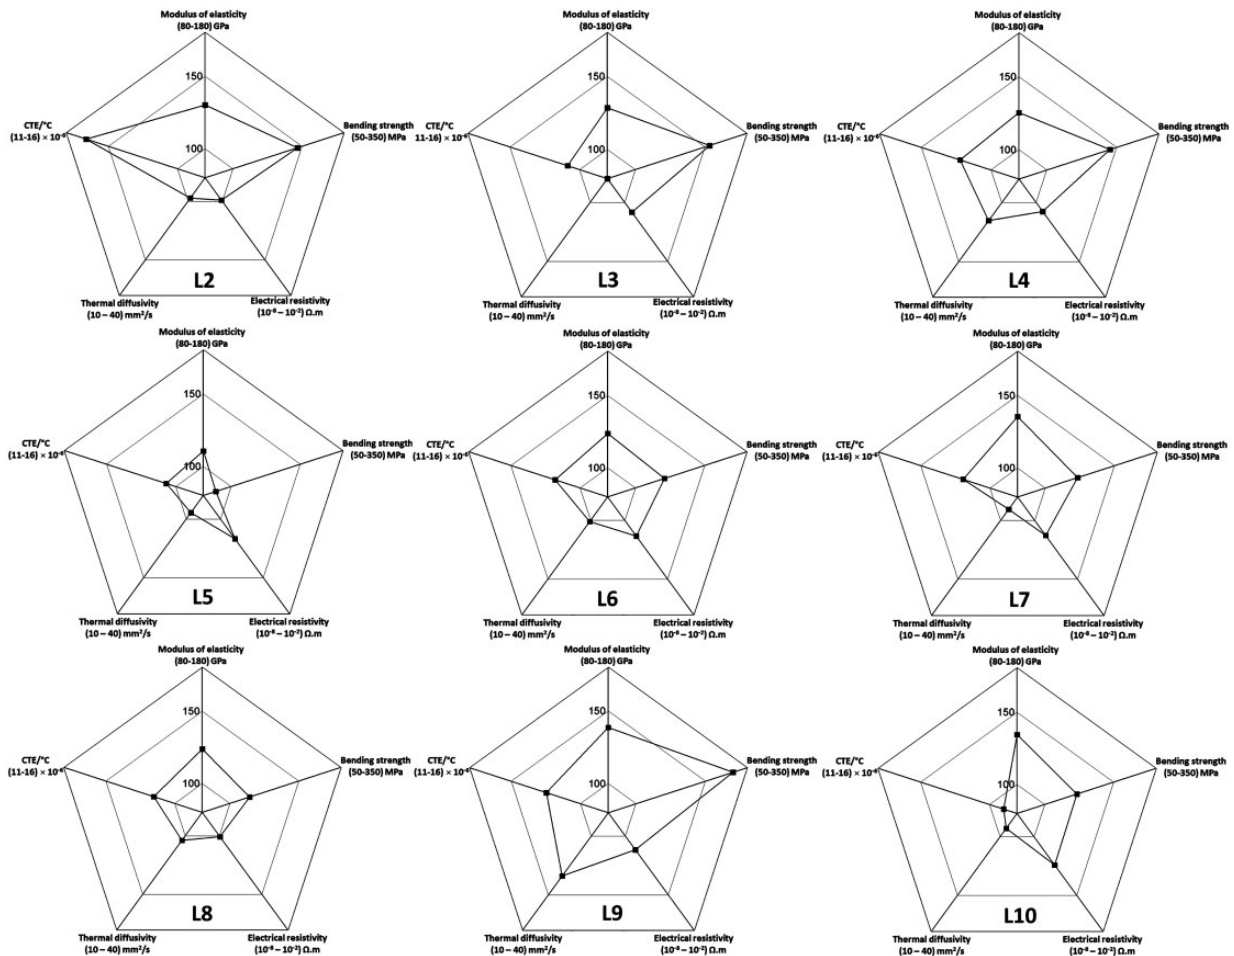 Modulus of elasticity
(80-180) GPa
150
100
CTE/°C
(11-16) × 10⁻⁶
Bending strength
(50-350) MPa
Thermal diffusivity
(10 – 40) mm²/s
L2
Electrical resistivity
(10⁻⁸ – 10⁻²) Ω.m
Modulus of elasticity
(80-180) GPa
150
100
CTE/°C
11-16) × 10⁻⁶
Bending strength
(50-350) MPa
Thermal diffusivity
(10 – 40) mm²/s
L3
Electrical resistivity
(10⁻⁸ – 10⁻²) Ω.m
Modulus of elasticity
(80-180) GPa
150
100
CTE/°C
(11-16) × 10⁻⁶
Bending strength
(50-350) MPa
Thermal diffusivity
(10 – 40) mm²/s
L4
Electrical resistivity
(10⁻⁸ – 10⁻²) Ω.m
Modulus of elasticity
(80-180) GPa
150
100
CTE/°C
(11-16) × 10⁻⁶
Bending strength
(50-350) MPa
Thermal diffusivity
(10 – 40) mm²/s
L5
Electrical resistivity
(10⁻⁸ – 10⁻²) Ω.m
Modulus of elasticity
(80-180) GPa
150
100
CTE/°C
(11-16) × 10⁻⁶
Bending strength
(50-350) MPa
Thermal diffusivity
(10 – 40) mm²/s
L6
Electrical resistivity
(10⁻⁸ – 10⁻²) Ω.m
Modulus of elasticity
(80-180) GPa
150
100
CTE/°C
(11-16) × 10⁻⁶
Bending strength
(50-350) MPa
Thermal diffusivity
(10 – 40) mm²/s
L7
Electrical resistivity
(10⁻⁸ – 10⁻²) Ω.m
Modulus of elasticity
(80-180) GPa
150
100
CTE/°C
(11-16) × 10⁻⁶
Bending strength
(50-350) MPa
Thermal diffusivity
(10 – 40) mm²/s
L8
Electrical resistivity
(10⁻⁸ – 10⁻²) Ω.m
Modulus of elasticity
(80-180) GPa
150
100
CTE/°C
(11-16) × 10⁻⁶
Bending strength
(50-350) MPa
Thermal diffusivity
(10 – 40) mm²/s
L9
Electrical resistivity
(10⁻⁸ – 10⁻²) Ω.m
Modulus of elasticity
(80-180) GPa
150
100
CTE/°C
(11-16) × 10⁻⁶
Bending strength
(50-350) MPa
Thermal diffusivity
(10 – 40) mm²/s
L10
Electrical resistivity
(10⁻⁸ – 10⁻²) Ω.m